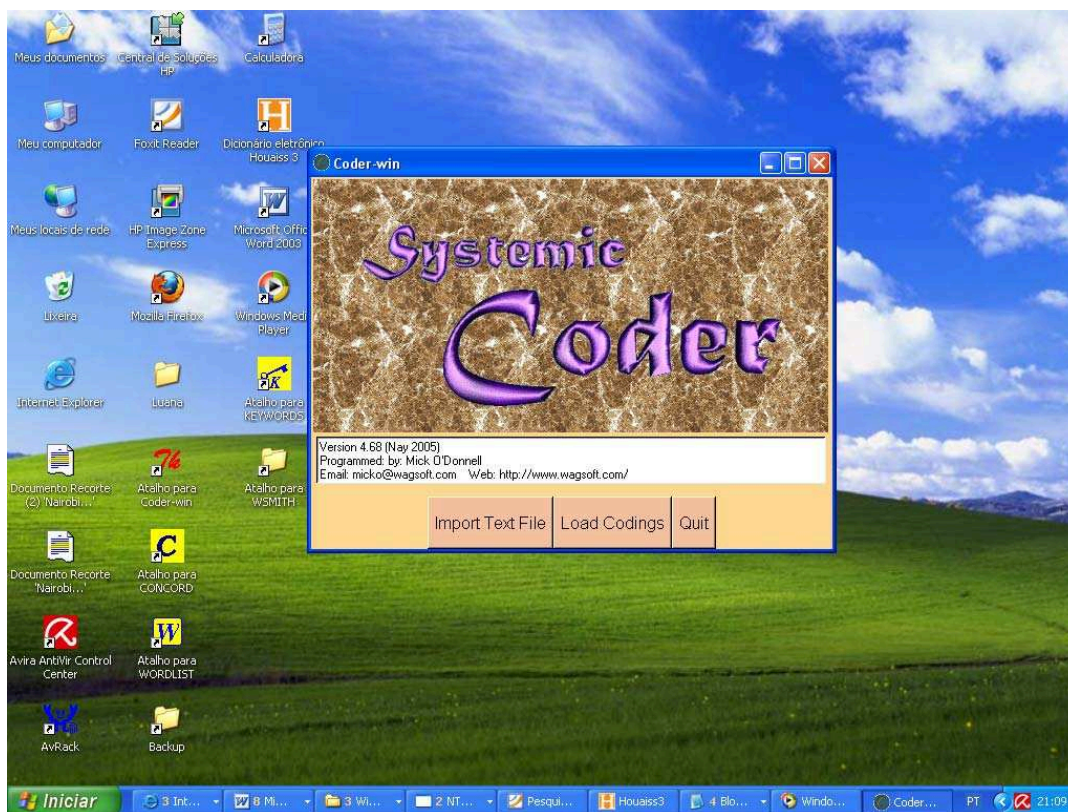 Meus documentos
Central de Soluções
HP
Calculadora
Meu computador
Foxit Reader
Dicionário eletrônico
Houaiss 3
Meus locais de rede
HP Image Zone
Express
Microsoft Offic
Word 2003
Lixeira
Mozilla Firefox
Windows Medi
Player
Internet Explorer
Luana
K
Atalho para
KEYWORDS
Documento Recorte
(2) 'Nairobi...'
7k
Atalho para
Coder-win
Atalho para
WSMITH
Documento Recorte
'Nairobi...'
C
Atalho para
CONCORD
Avira AntiVir Control
Center
W
Atalho para
WORDLIST
AvRack
Backup
Coder-win
Systemic
Coder
Version 4.68 (Nay 2005)
Programmed: by: Mick O'Donnell
Email: micko@wagsoft.com Web: http://www.wagsoft.com/
Import Text File Load Codings Quit
Iniciar 3 Int... 8 Mi... 3 Wi... 2 NT... Pesqui... Houaiss3 4 Blo... Windo... Coder... PT 21:09